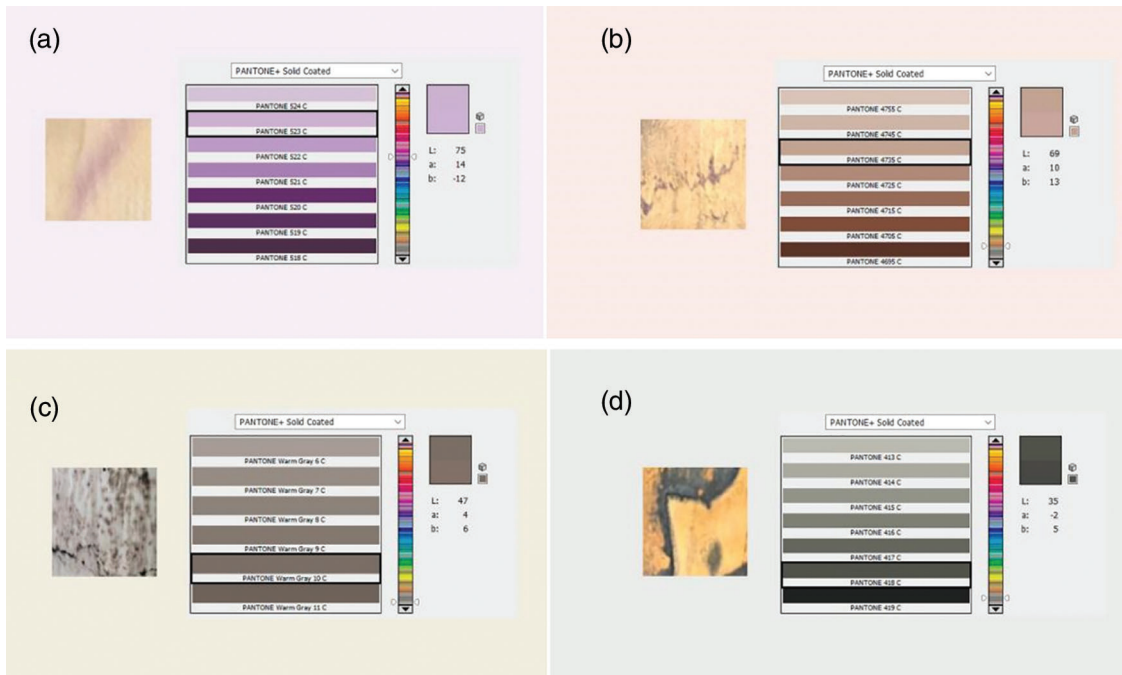 (a)
PANTONE+ Solid Coated
PANTONE 524 C
PANTONE 523 C
PANTONE 522 C
PANTONE 521 C
PANTONE 520 C
PANTONE 519 C
PANTONE 518 C
L: 75
a: 14
b: -12
(b)
PANTONE+ Solid Coated
PANTONE 4755 C
PANTONE 4745 C
PANTONE 4735 C
PANTONE 4725 C
PANTONE 4715 C
PANTONE 4705 C
PANTONE 4695 C
L: 69
a: 10
b: 13
(c)
PANTONE+ Solid Coated
PANTONE Warm Gray 6 C
PANTONE Warm Gray 7 C
PANTONE Warm Gray 8 C
PANTONE Warm Gray 9 C
PANTONE Warm Gray 10 C
PANTONE Warm Gray 11 C
L: 47
a: 4
b: 6
(d)
PANTONE+ Solid Coated
PANTONE 413 C
PANTONE 414 C
PANTONE 415 C
PANTONE 416 C
PANTONE 417 C
PANTONE 418 C
PANTONE 419 C
L: 35
a: -2
b: 5